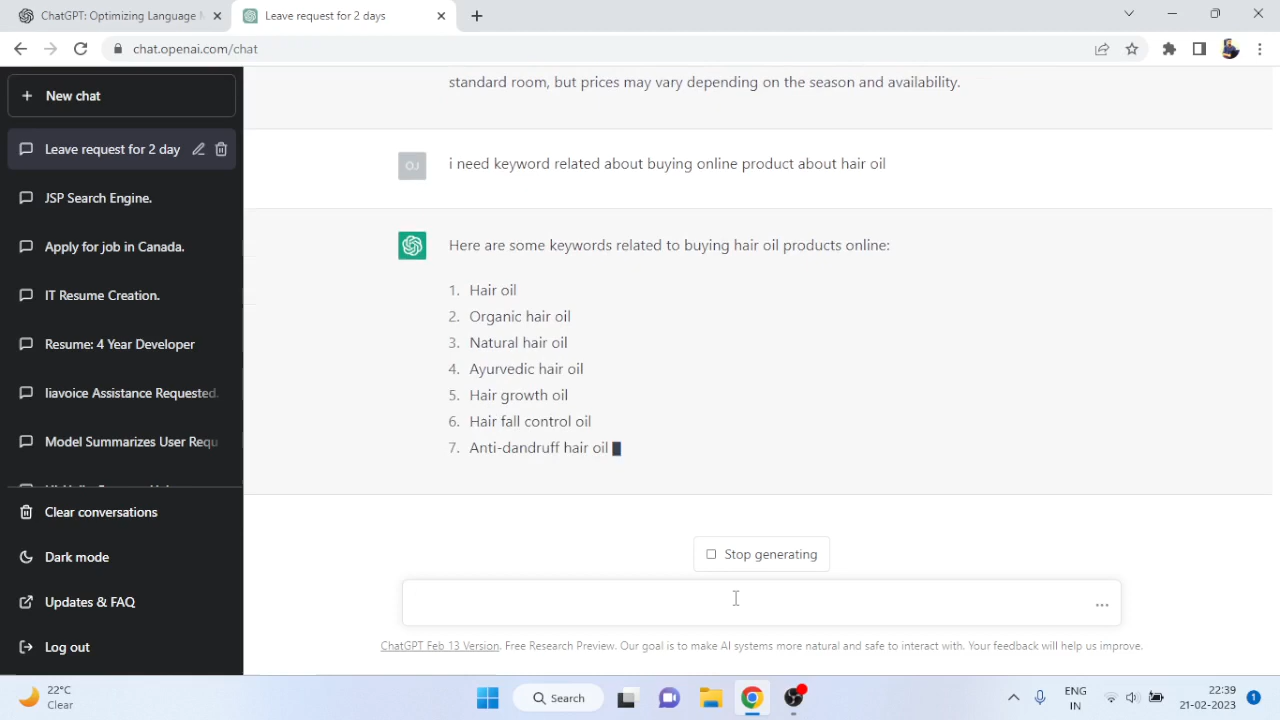 ChatGPT: Optimizing Language
Leave request for 2 days
chat.openai.com/chat
New chat
Leave request for 2 day
JSP Search Engine.
Apply for job in Canada.
IT Resume Creation.
Resume: 4 Year Developer
liavoice Assistance Requested.
Model Summarizes User Requ
Clear conversations
Dark mode
Updates & FAQ
Log out
standard room, but prices may vary depending on the season and availability.
OJ
i need keyword related about buying online product about hair oil
Here are some keywords related to buying hair oil products online:
1. Hair oil
2. Organic hair oil
3. Natural hair oil
4. Ayurvedic hair oil
5. Hair growth oil
6. Hair fall control oil
7. Anti-dandruff hair oil
Stop generating
ChatGPT Feb 13 Version. Free Research Preview. Our goal is to make AI systems more natural and safe to interact with. Your feedback will help us improve.
22°C
Clear
Search
ENG
IN
22:39
21-02-2023
1